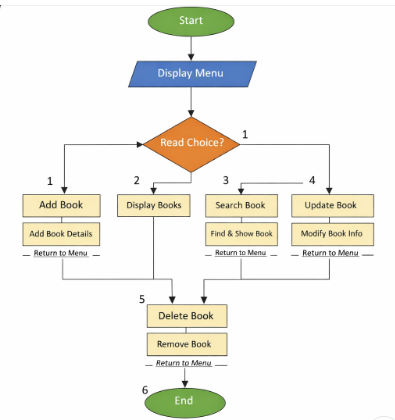 Start
Display Menu
Read Choice?
1
1
2
3
4
Add Book
Display Books
Search Book
Update Book
Add Book Details
Find & Show Book
Modify Book Info
Return to Menu
Return to Menu
Return to Menu
5
Delete Book
Remove Book
Return to Menu
6
End